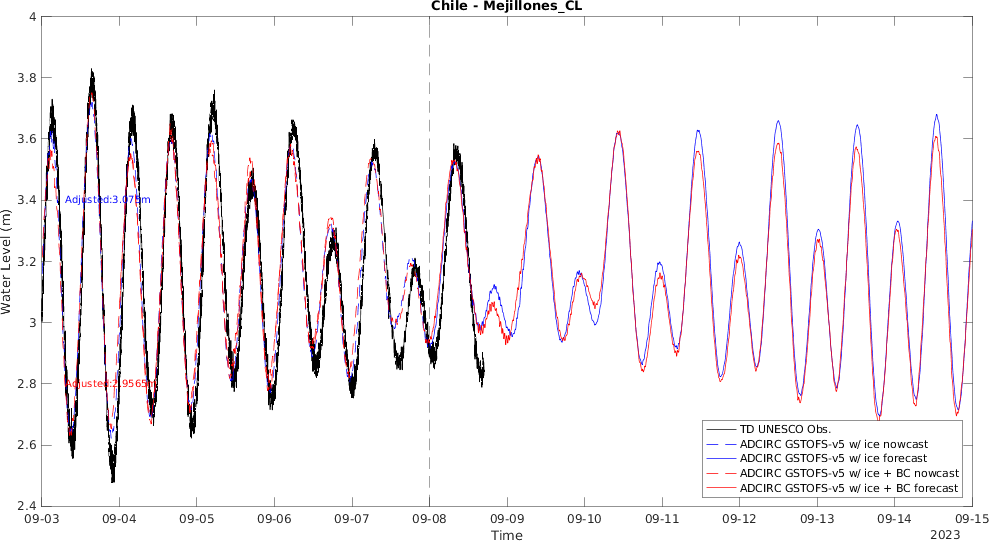 Chile - Mejillones_CL
4
3.8
3.6
3.4
3.2
3
2.8
2.6
2.4
Water Level (m)
Adjusted:3.075m
Adjusted:2.9565m
TD UNESCO Obs.
ADCIRC GSTOFS-v5 w/ ice nowcast
ADCIRC GSTOFS-v5 w/ ice forecast
ADCIRC GSTOFS-v5 w/ ice + BC nowcast
ADCIRC GSTOFS-v5 w/ ice + BC forecast
09-03 09-04 09-05 09-06 09-07 09-08 09-09 09-10 09-11 09-12 09-13 09-14 09-15
Time
2023